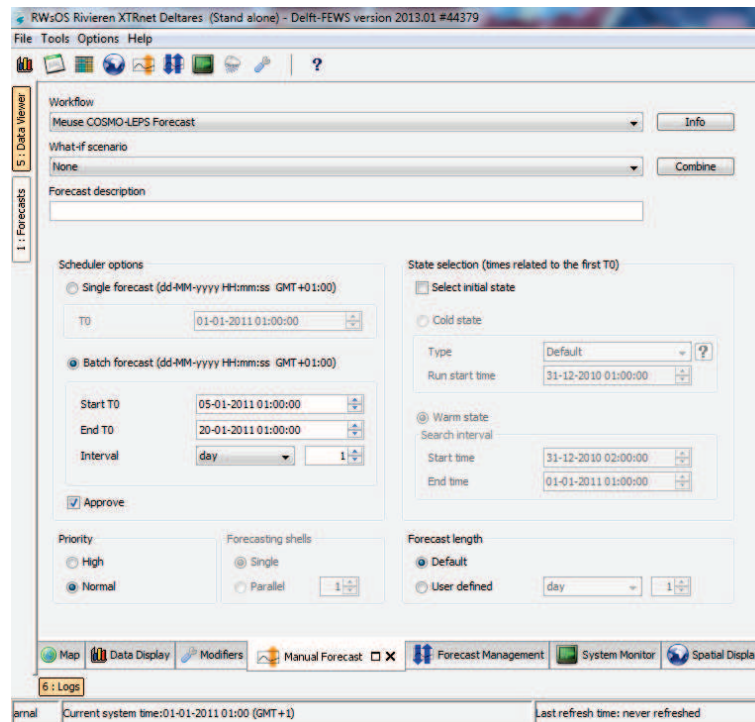 RWsOS Rivieren XTRnet Deltares (Stand alone) - Delft-FEWS version 2013.01 #44379
File Tools Options Help
?
5 : Data Viewer
1 : Forecasts
Workflow
Meuse COSMO-LEPS Forecast
Info
What-if scenario
None
Combine
Forecast description
Scheduler options
Single forecast (dd-MM-yyyy HH:mm:ss GMT+01:00)
T0 01-01-2011 01:00:00
Batch forecast (dd-MM-yyyy HH:mm:ss GMT+01:00)
Start T0 05-01-2011 01:00:00
End T0 20-01-2011 01:00:00
Interval day 1
Approve
State selection (times related to the first T0)
Select initial state
Cold state
Type Default ?
Run start time 31-12-2010 01:00:00
Warm state
Search interval
Start time 31-12-2010 02:00:00
End time 01-01-2011 01:00:00
Priority
High
Normal
Forecasting shells
Single
Parallel 1
Forecast length
Default
User defined day 1
Map Data Display Modifiers Manual Forecast Forecast Management System Monitor Spatial Displa
6 : Logs
arnal Current system time:01-01-2011 01:00 (GMT+1) Last refresh time: never refreshed